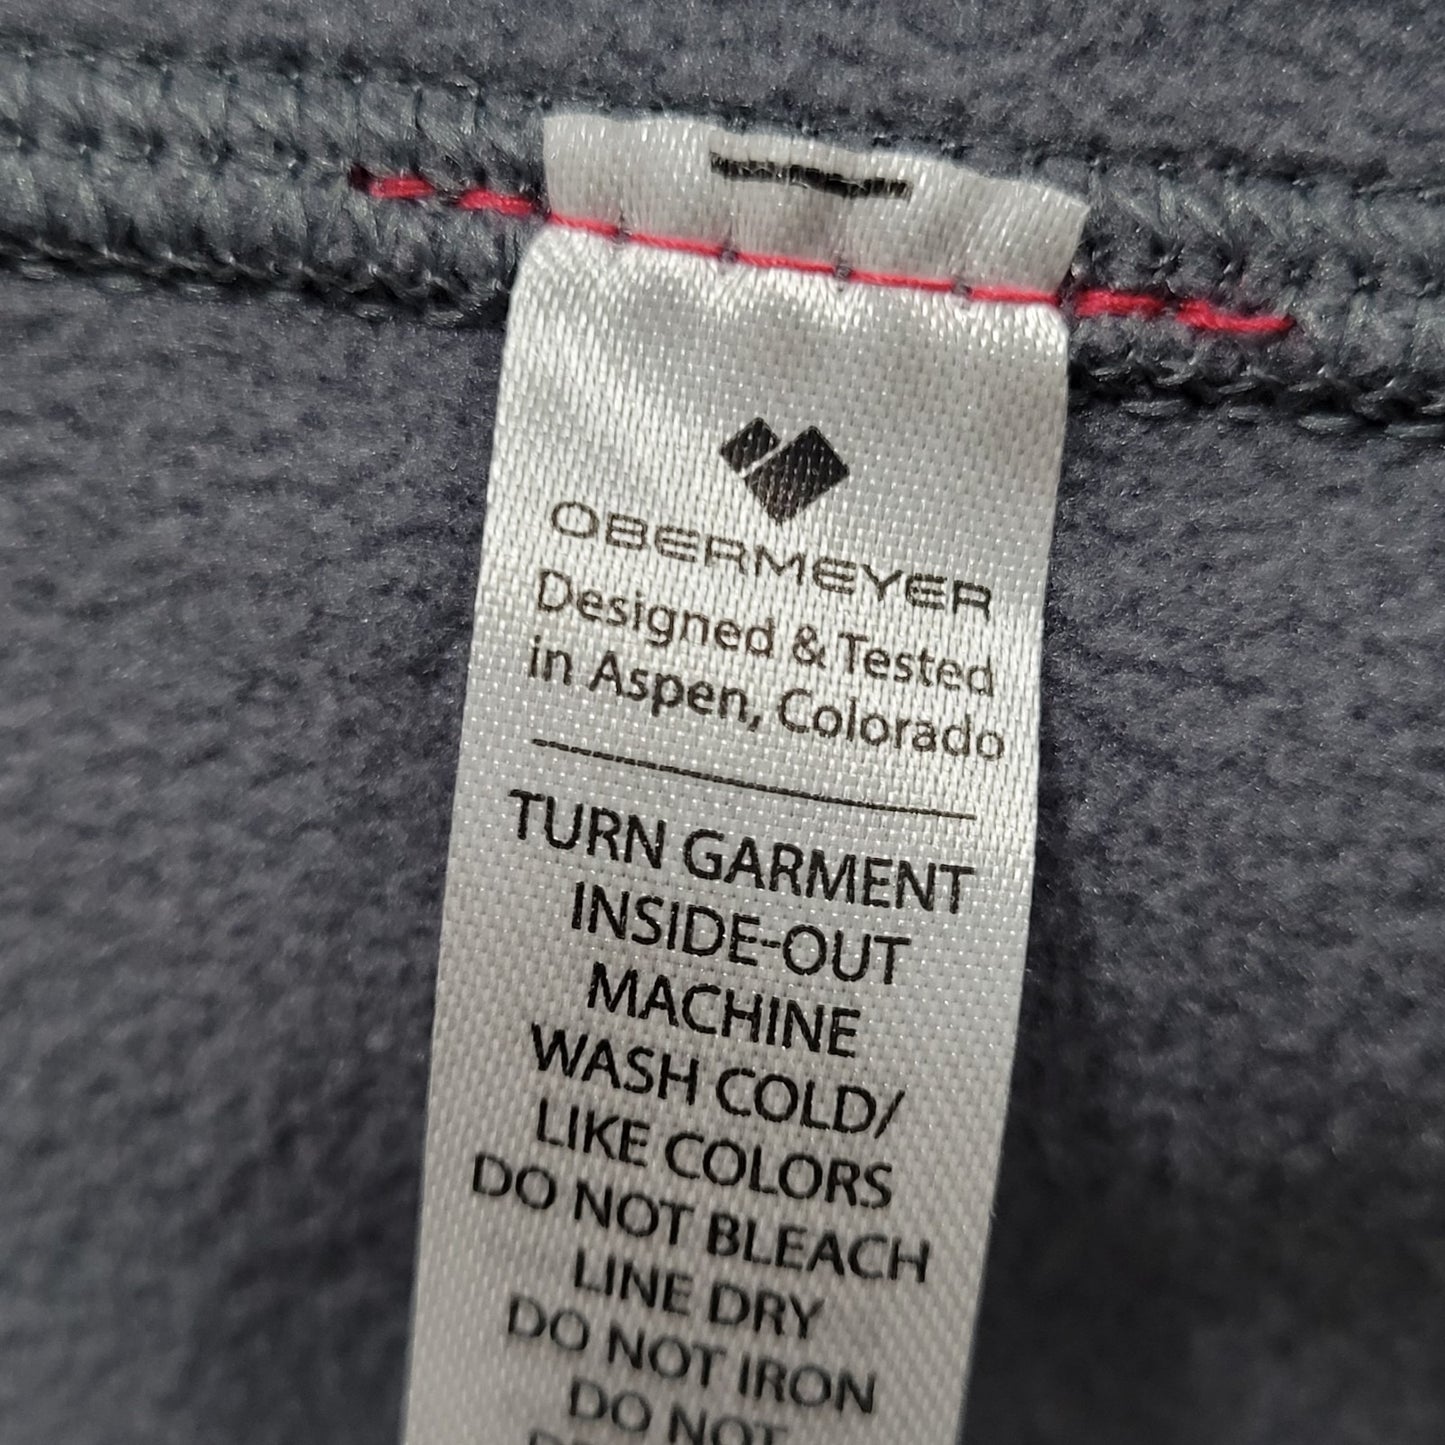 OBERMEYER
Designed & Tested
in Aspen, Colorado
TURN GARMENT
INSIDE-OUT
MACHINE
WASH COLD/
LIKE COLORS
DO NOT BLEACH
LINE DRY
DO NOT IRON
DO NOT